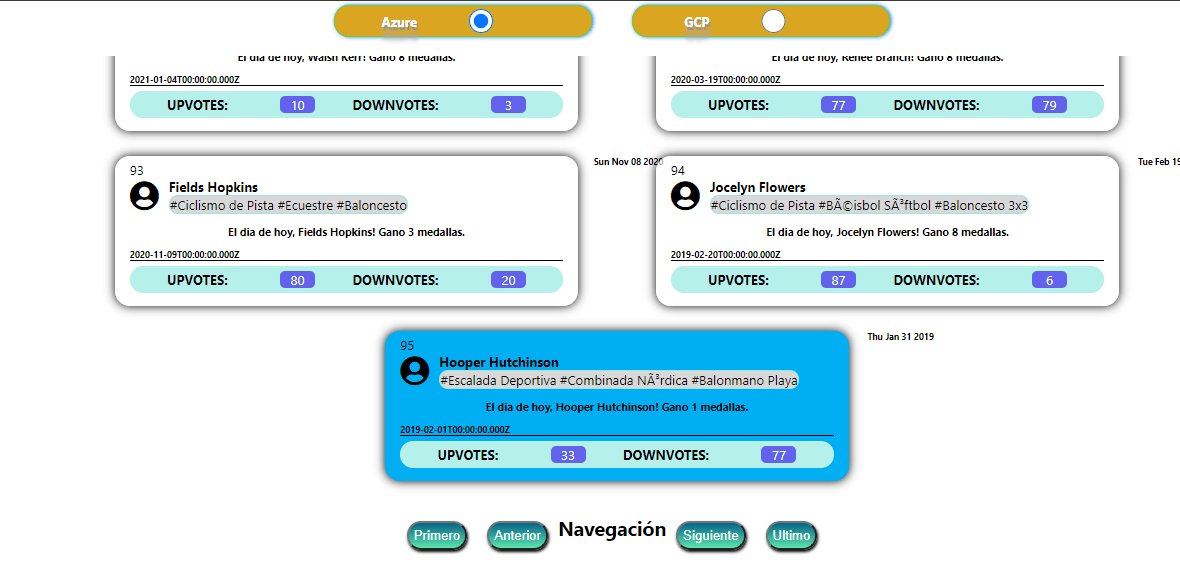 Azure
GCP
El dia de hoy, Walsh Kerr! Gano 8 medallas.
2021-01-04T00:00:00.000Z
UPVOTES: 10 DOWNVOTES: 3
El dia de hoy, Renee Branch! Gano 8 medallas.
2020-03-19T00:00:00.000Z
UPVOTES: 77 DOWNVOTES: 79
93
Fields Hopkins
#Ciclismo de Pista #Ecuestre #Baloncesto
El dia de hoy, Fields Hopkins! Gano 3 medallas.
2020-11-09T00:00:00.000Z
UPVOTES: 80 DOWNVOTES: 20
Sun Nov 08 2020
94
Jocelyn Flowers
#Ciclismo de Pista #BÃ©isbol SÃ³ftbol #Baloncesto 3x3
El dia de hoy, Jocelyn Flowers! Gano 8 medallas.
2019-02-20T00:00:00.000Z
UPVOTES: 87 DOWNVOTES: 6
Tue Feb 19
95
Hooper Hutchinson
#Escalada Deportiva #Combinada NÃ³rdica #Balonmano Playa
El dia de hoy, Hooper Hutchinson! Gano 1 medallas.
2019-02-01T00:00:00.000Z
UPVOTES: 33 DOWNVOTES: 77
Thu Jan 31 2019
Primero Anterior Navegación Siguiente Ultimo